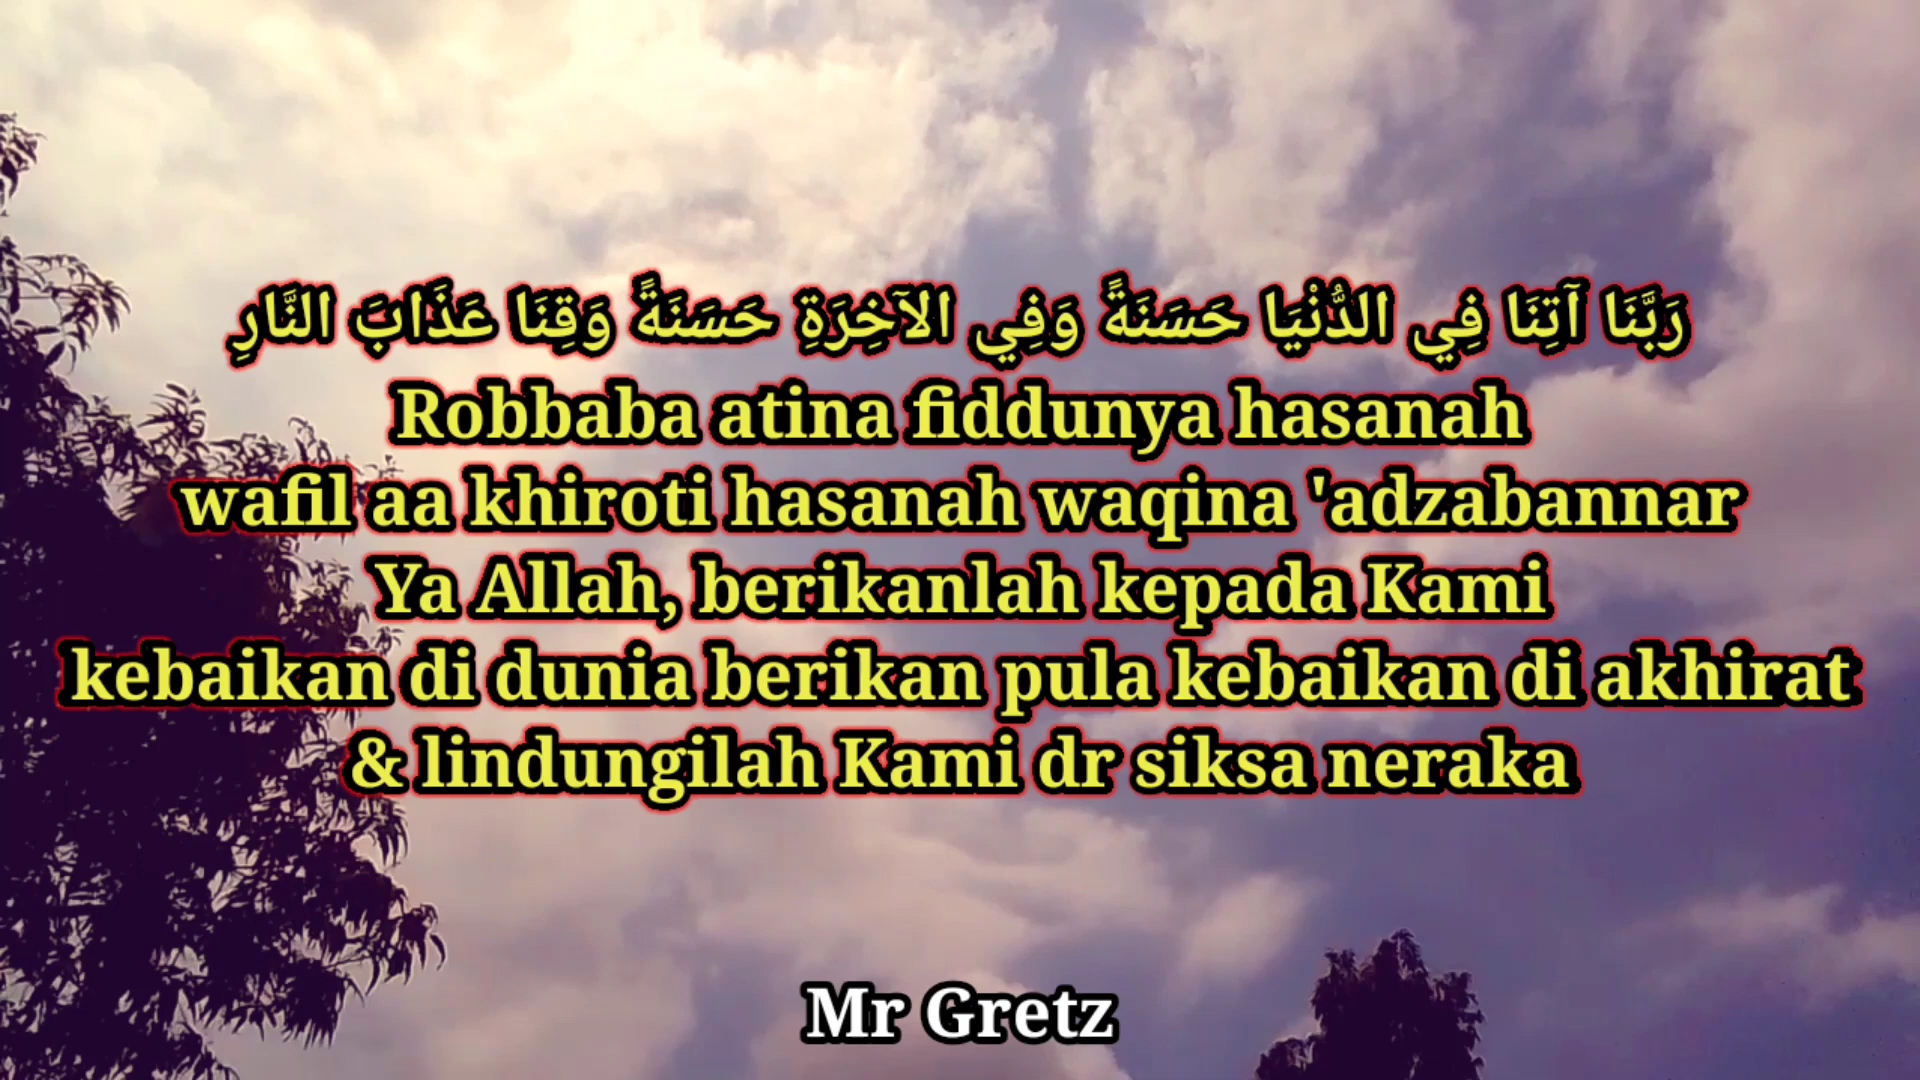 رَبَّنَا آتِنَا فِي الدُّنْيَا حَسَنَةً وَفِي الآخِرَةِ حَسَنَةً وَقِنَا عَذَابَ النَّارِ
Robbaba atina fiddunya hasanah
wafil aa khiroti hasanah waqina 'adzabannar
Ya Allah, berikanlah kepada Kami
kebaikan di dunia berikan pula kebaikan di akhirat
& lindungilah Kami dr siksa neraka
Mr Gretz